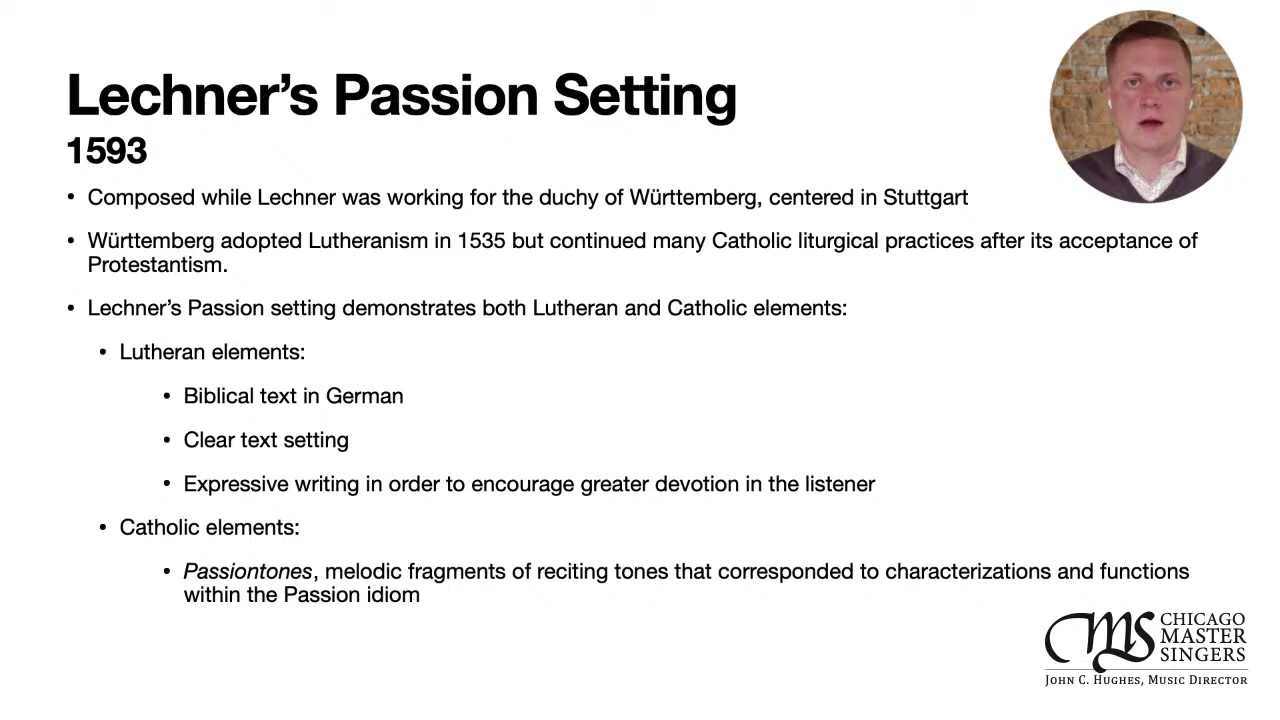 Lechner’s Passion Setting
1593
• Composed while Lechner was working for the duchy of Württemberg, centered in Stuttgart
• Württemberg adopted Lutheranism in 1535 but continued many Catholic liturgical practices after its acceptance of
Protestantism.
• Lechner’s Passion setting demonstrates both Lutheran and Catholic elements:
• Lutheran elements:
• Biblical text in German
• Clear text setting
• Expressive writing in order to encourage greater devotion in the listener
• Catholic elements:
• Passiontones, melodic fragments of reciting tones that corresponded to characterizations and functions
within the Passion idiom
CMS
CHICAGO
MASTER
SINGERS
JOHN C. HUGHES, MUSIC DIRECTOR